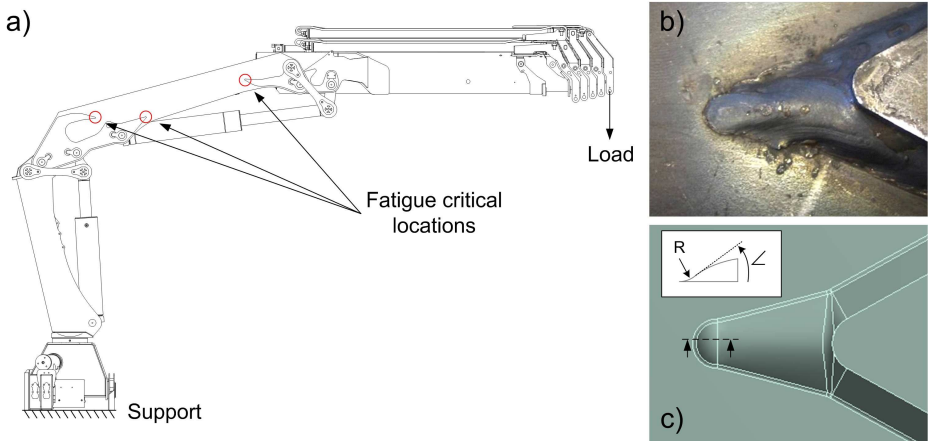 a)
Load
Fatigue critical
locations
Support
b)
R
∠
c)